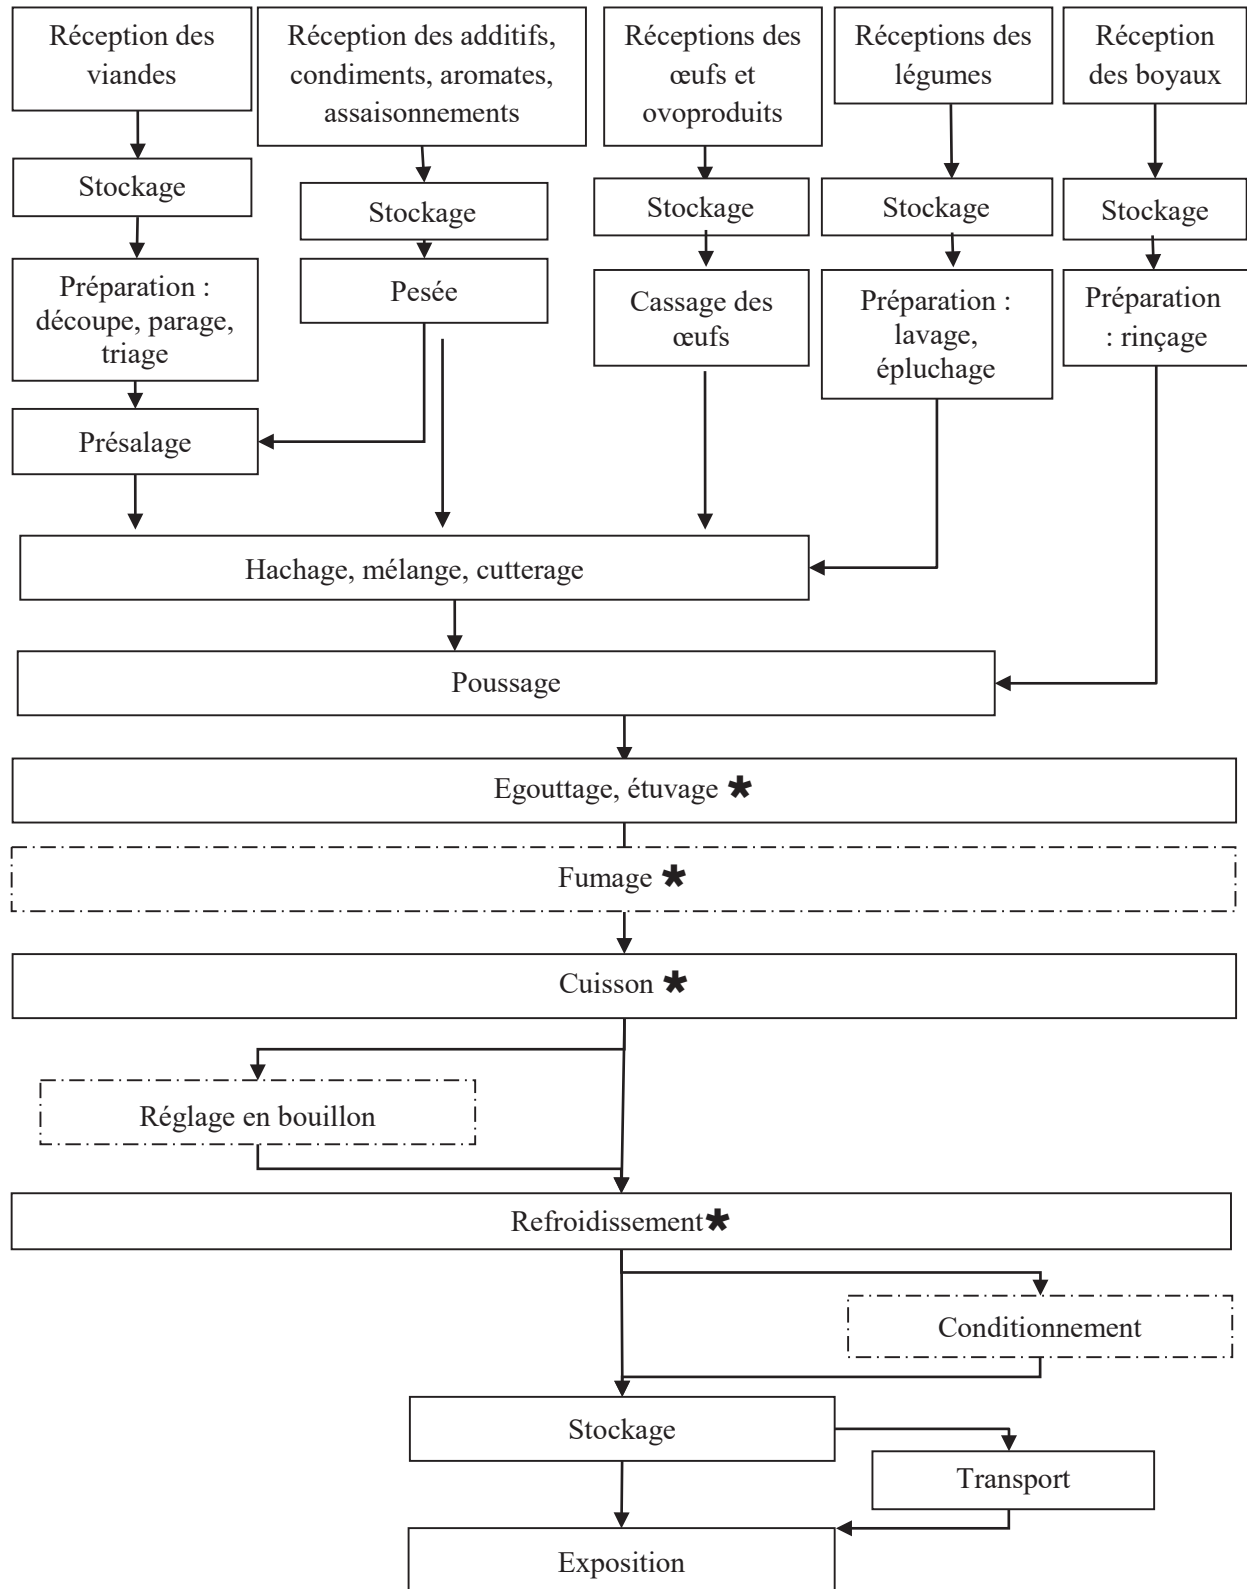 Réception des
viandes
Réception des additifs,
condiments, aromates,
assaisonnements
Réceptions des
œufs et
ovoproduits
Réceptions des
légumes
Réception
des boyaux
Stockage
Stockage
Stockage
Stockage
Stockage
Préparation :
découpe, parage,
triage
Pesée
Cassage des
œufs
Préparation :
lavage,
épluchage
Préparation
: rinçage
Présalage
Hachage, mélange, cutterage
Poussage
Egouttage, étuvage *
Fumage *
Cuisson *
Réglage en bouillon
Refroidissement*
Conditionnement
Stockage
Transport
Exposition